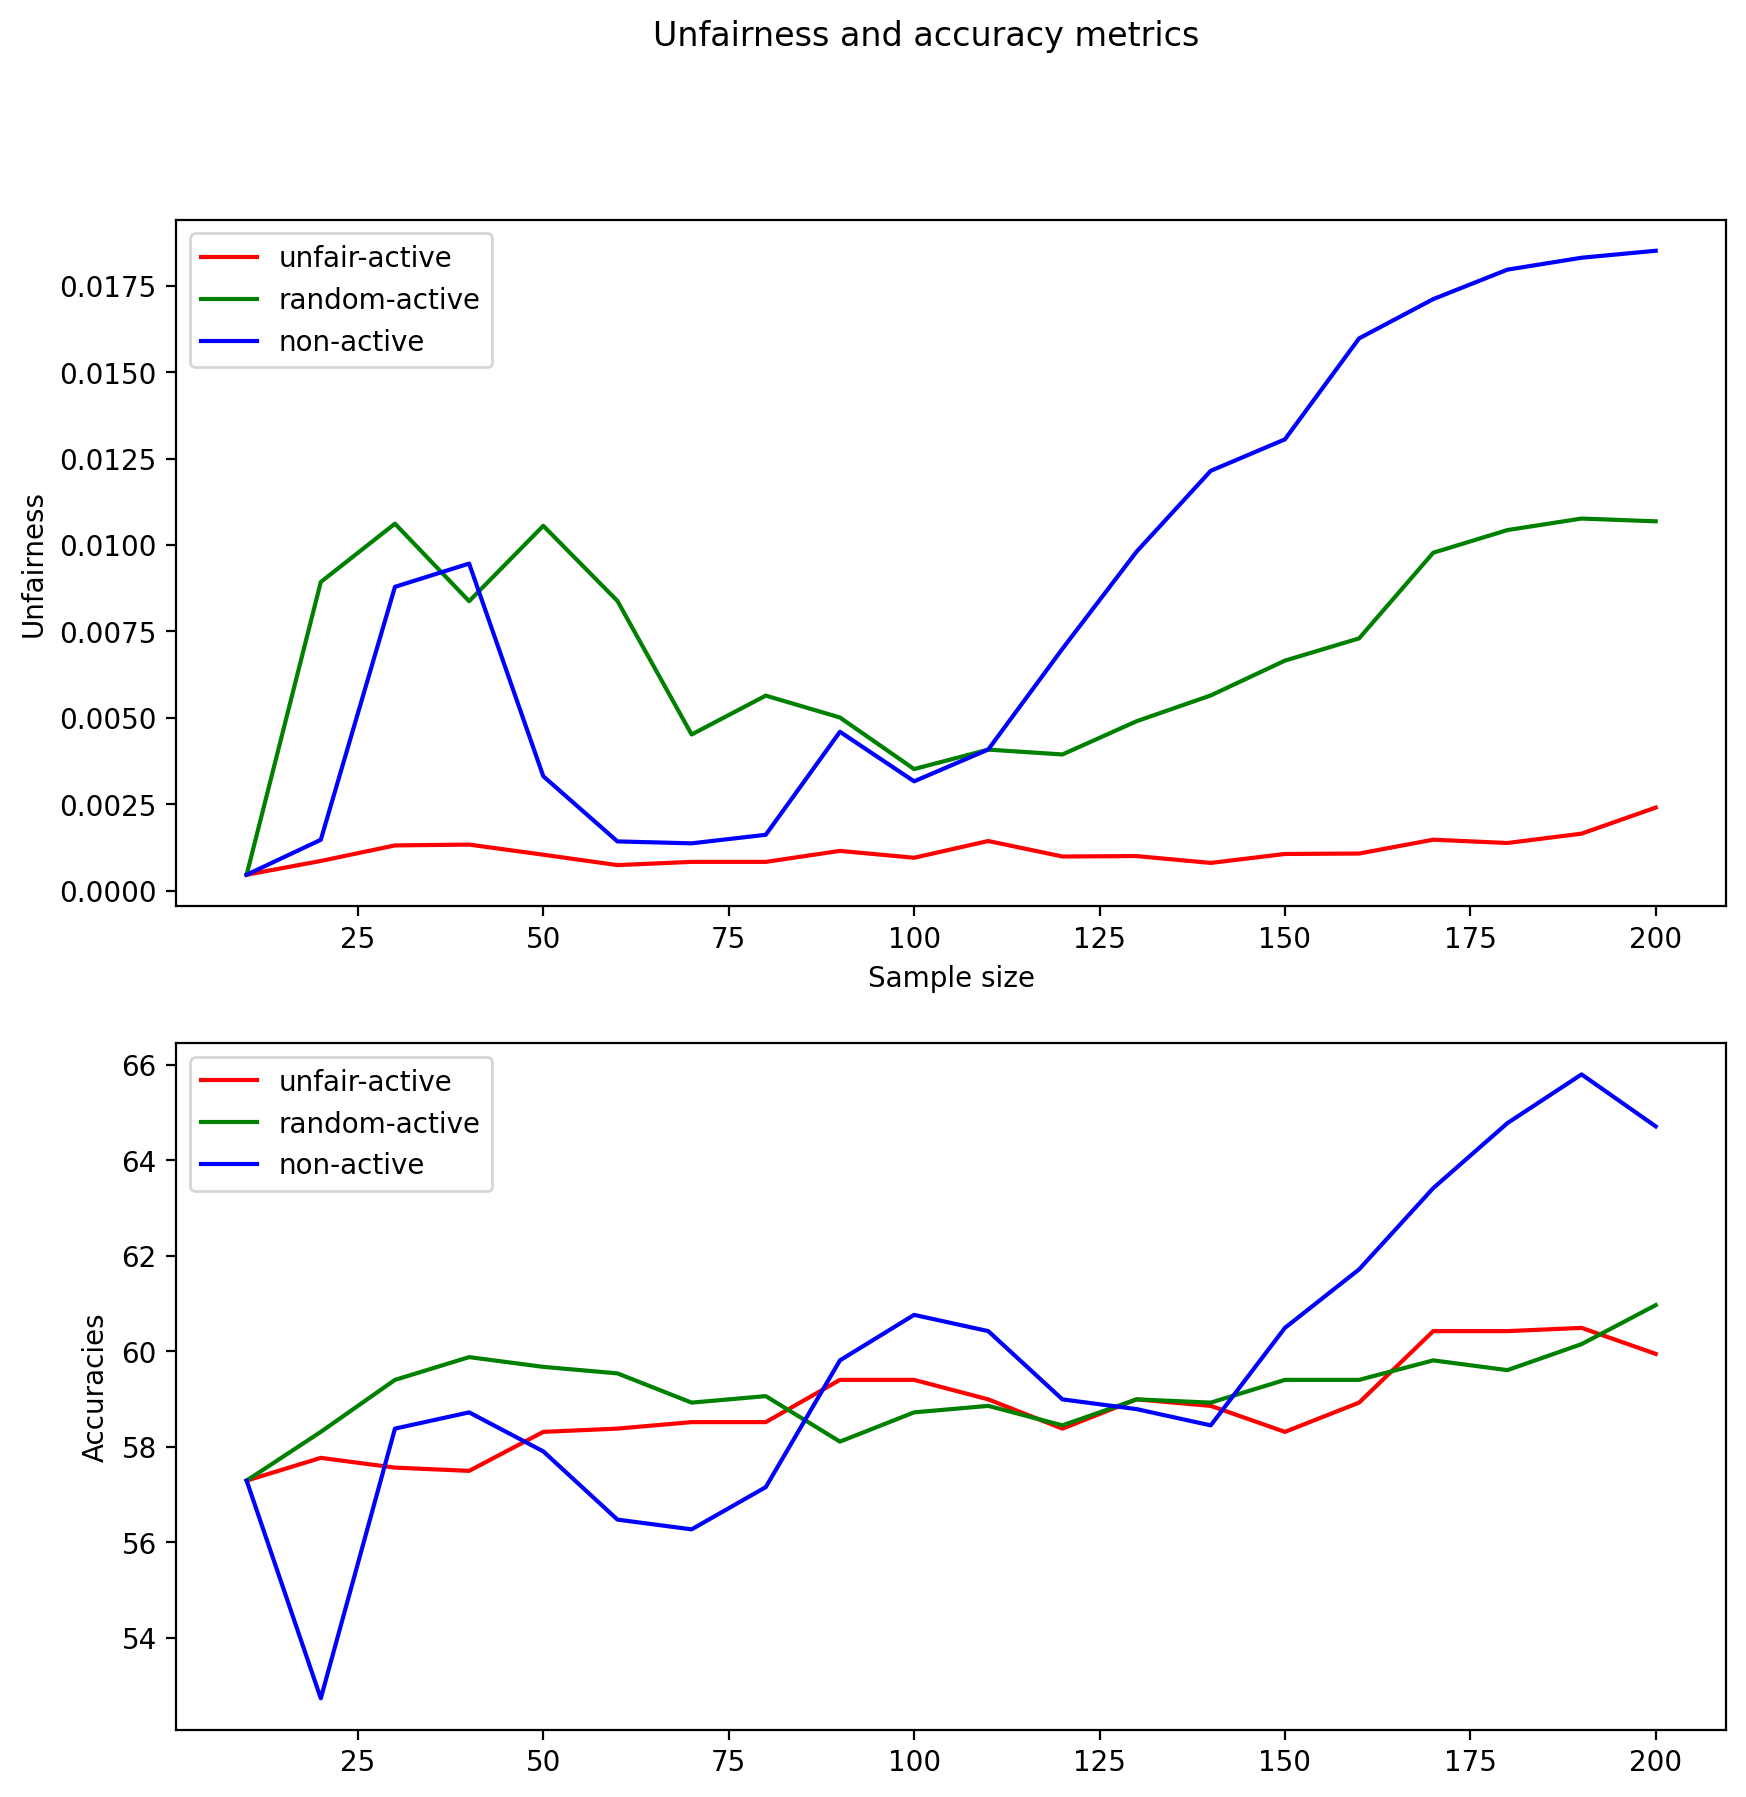 Unfairness and accuracy metrics
unfair-active
random-active
non-active
0.0175
0.0150
0.0125
0.0100
0.0075
0.0050
0.0025
0.0000
Unfairness
25 50 75 100 125 150 175 200
Sample size
unfair-active
random-active
non-active
66
64
62
60
58
56
54
Accuracies
25 50 75 100 125 150 175 200